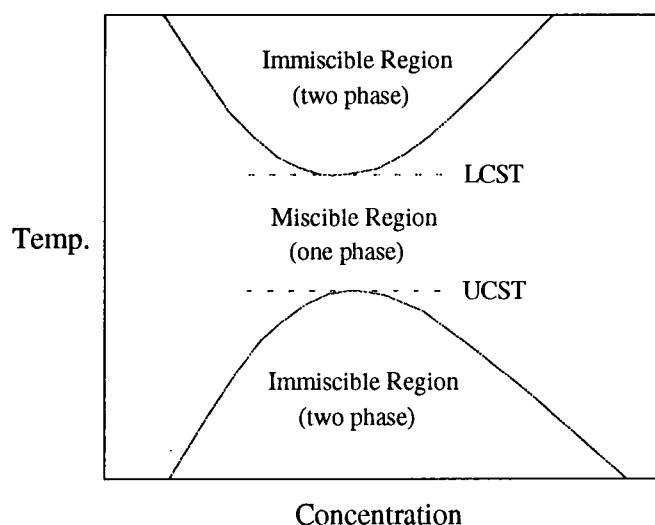 Immiscible Region
(two phase)
LCST
Miscible Region
(one phase)
Temp.
UCST
Immiscible Region
(two phase)
Concentration